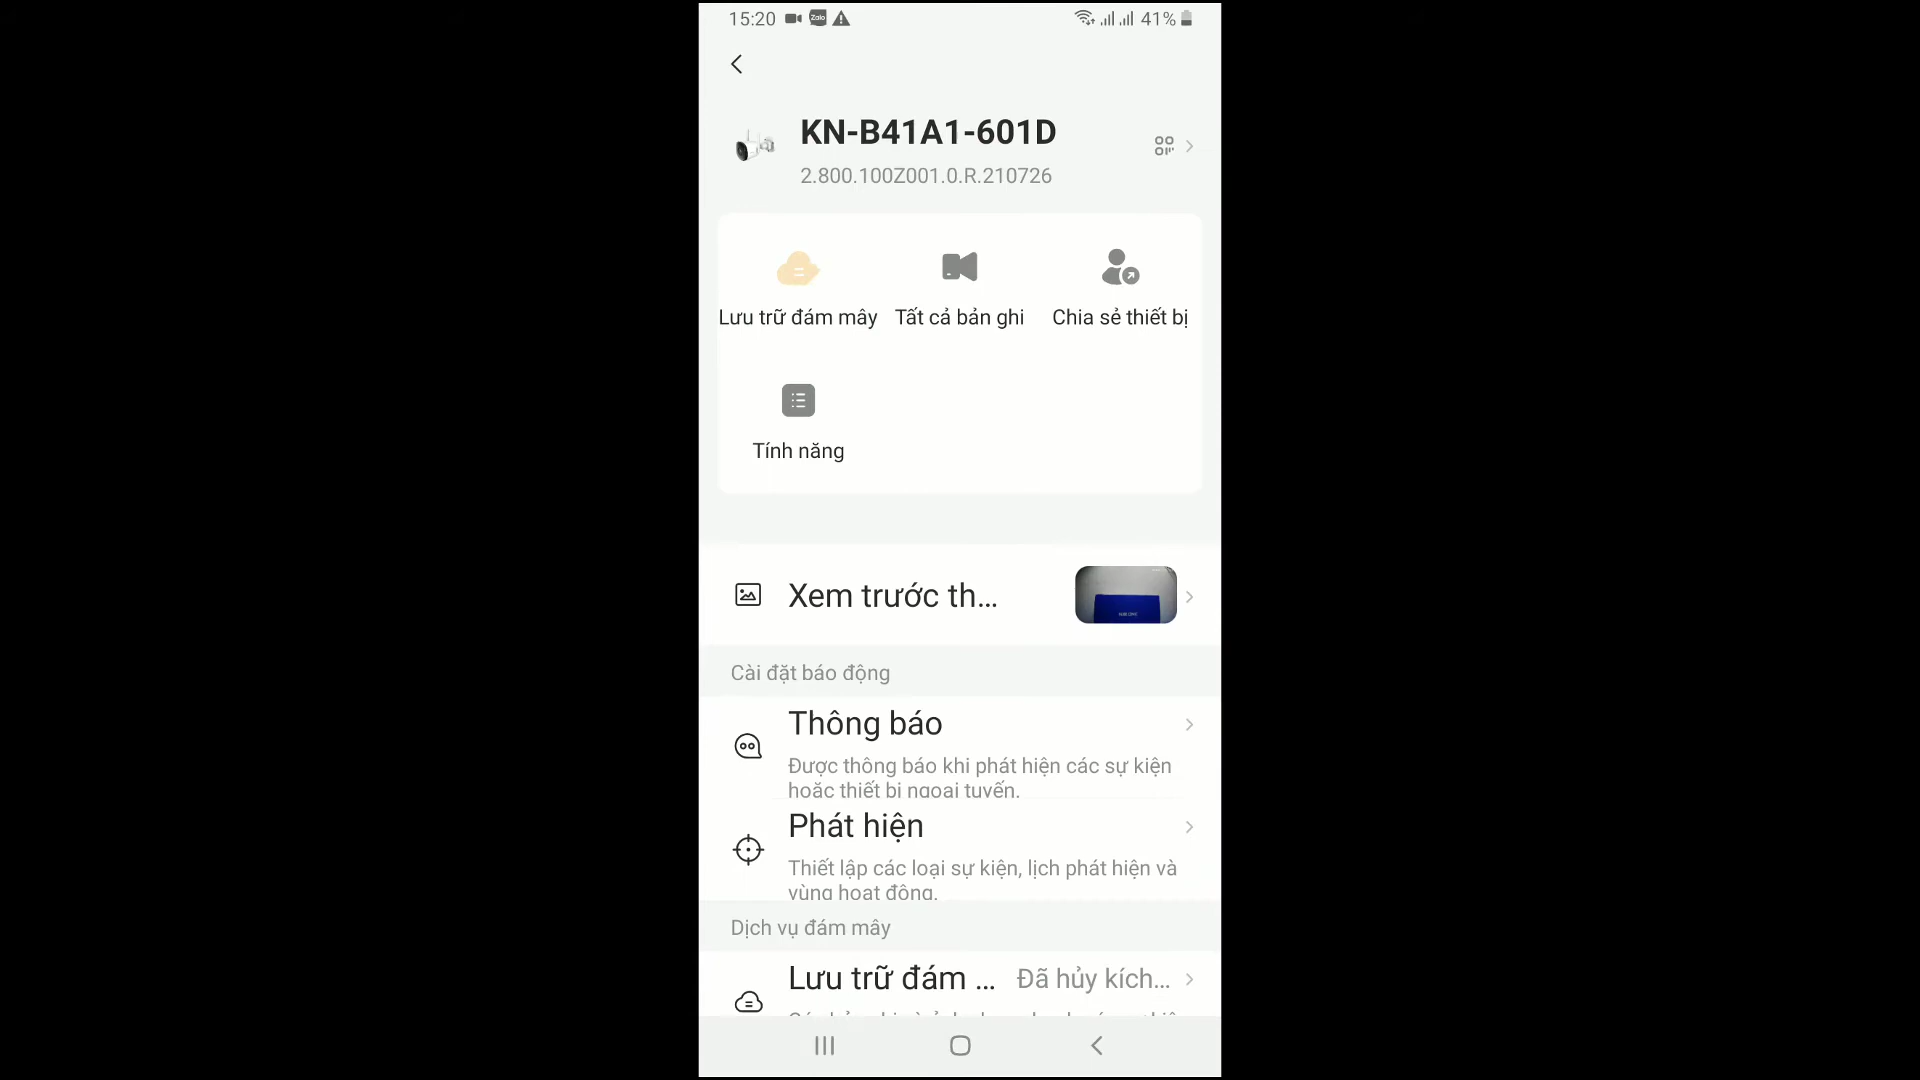 15:20 Zalo 41%
KN-B41A1-601D
2.800.100Z001.0.R.210726
Lưu trữ đám mây Tất cả bản ghi Chia sẻ thiết bị
Tính năng
Xem trước th...
Cài đặt báo động
Thông báo
Được thông báo khi phát hiện các sự kiện
hoặc thiết bị ngoại tuyến.
Phát hiện
Thiết lập các loại sự kiện, lịch phát hiện và
vùng hoạt động.
Dịch vụ đám mây
Lưu trữ đám ... Đã hủy kích...